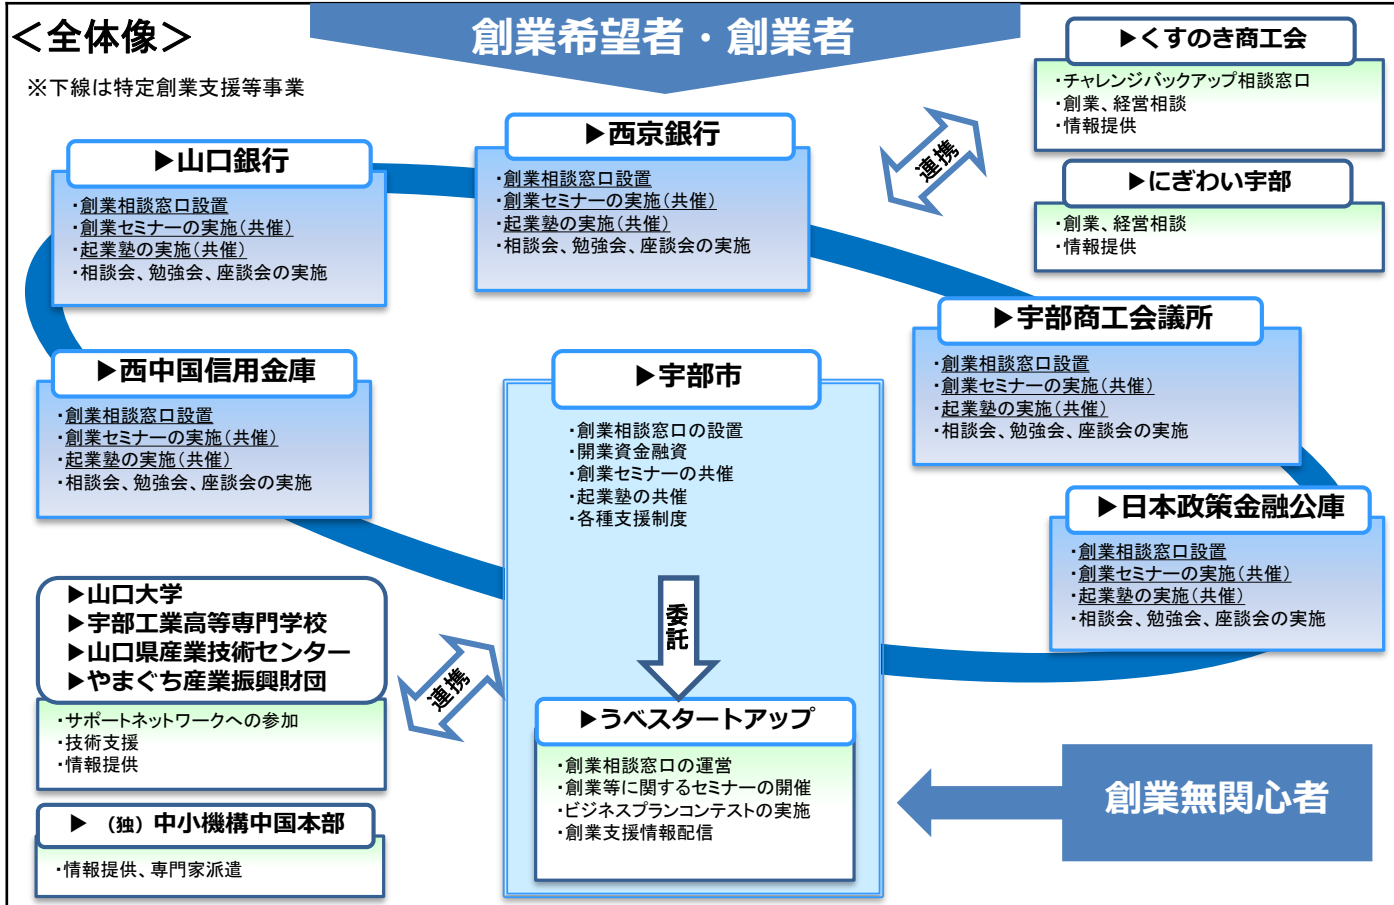 ＜全体像＞
※下線は特定創業支援等事業
創業希望者・創業者
▶くすのき商工会
・チャレンジバックアップ相談窓口
・創業、経営相談
・情報提供
連携
▶にぎわい宇部
・創業、経営相談
・情報提供
▶西京銀行
・創業相談窓口設置
・創業セミナーの実施（共催）
・起業塾の実施（共催）
・相談会、勉強会、座談会の実施
▶山口銀行
・創業相談窓口設置
・創業セミナーの実施（共催）
・起業塾の実施（共催）
・相談会、勉強会、座談会の実施
▶宇部商工会議所
・創業相談窓口設置
・創業セミナーの実施（共催）
・起業塾の実施（共催）
・相談会、勉強会、座談会の実施
▶西中国信用金庫
・創業相談窓口設置
・創業セミナーの実施（共催）
・起業塾の実施（共催）
・相談会、勉強会、座談会の実施
▶宇部市
・創業相談窓口の設置
・開業資金融資
・創業セミナーの共催
・起業塾の共催
・各種支援制度
委託
▶うべスタートアップ
・創業相談窓口の運営
・創業等に関するセミナーの開催
・ビジネスプランコンテストの実施
・創業支援情報配信
▶日本政策金融公庫
・創業相談窓口設置
・創業セミナーの実施（共催）
・起業塾の実施（共催）
・相談会、勉強会、座談会の実施
▶山口大学
▶宇部工業高等専門学校
▶山口県産業技術センター
▶やまぐち産業振興財団
・サポートネットワークへの参加
・技術支援
・情報提供
連携
▶（独）中小機構中国本部
・情報提供、専門家派遣
創業無関心者